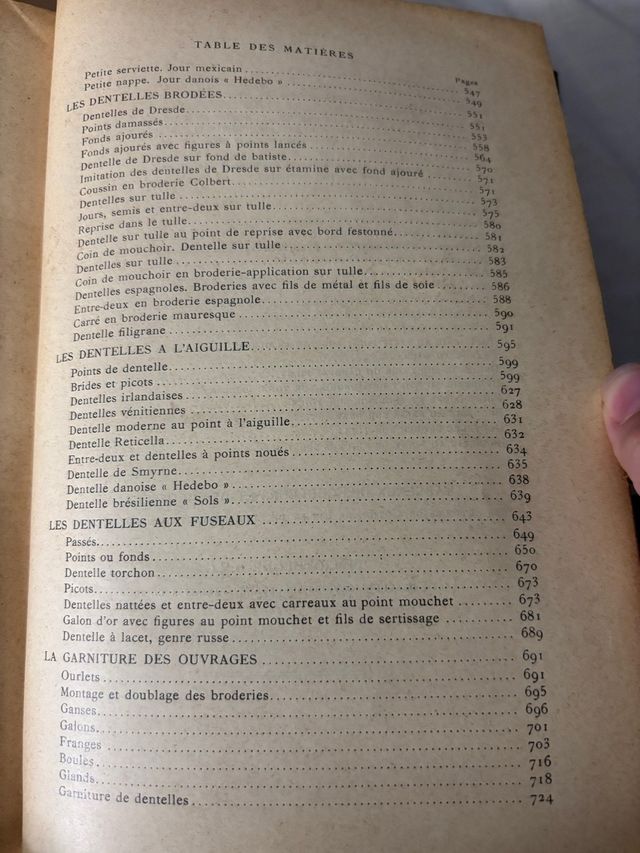 TABLE DES MATIÈRES
Pages
Petite serviette. Jour mexicain 547
Petite nappe. Jour danois « Hedebo » 549
LES DENTELLES BRODÉES 551
Dentelles de Dresde 551
Points damassés 553
Fonds ajourés 558
Fonds ajourés avec figures à points lancés 564
Dentelle de Dresde sur fond de batiste 570
Imitation des dentelles de Dresde sur étamine avec fond ajouré 571
Coussin en broderie Colbert 571
Dentelles sur tulle 573
Jours, semis et entre-deux sur tulle 575
Reprise dans le tulle 580
Dentelle sur tulle au point de reprise avec bord festonné 581
Coin de mouchoir. Dentelle sur tulle 582
Dentelles sur tulle 583
Coin de mouchoir en broderie-application sur tulle 585
Dentelles espagnoles. Broderies avec fils de métal et fils de soie 586
Entre-deux en broderie espagnole 588
Carré en broderie mauresque 590
Dentelle filigrane 591
LES DENTELLES A L'AIGUILLE 595
Points de dentelle 599
Brides et picots 599
Dentelles irlandaises 627
Dentelles vénitiennes 628
Dentelle moderne au point à l'aiguille 631
Dentelle Reticella 632
Entre-deux et dentelles à points noués 634
Dentelle de Smyrne 635
Dentelle danoise « Hedebo » 638
Dentelle brésilienne « Sols » 639
LES DENTELLES AUX FUSEAUX 643
Passés 649
Points ou fonds 650
Dentelle torchon 670
Picots 673
Dentelles nattées et entre-deux avec carreaux au point mouchet 673
Galon d'or avec figures au point mouchet et fils de sertissage 681
Dentelle à lacet, genre russe 689
LA GARNITURE DES OUVRAGES 691
Ourlets 691
Montage et doublage des broderies 695
Ganses 696
Galons 701
Franges 703
Boules 716
Glands 718
Garniture de dentelles 724